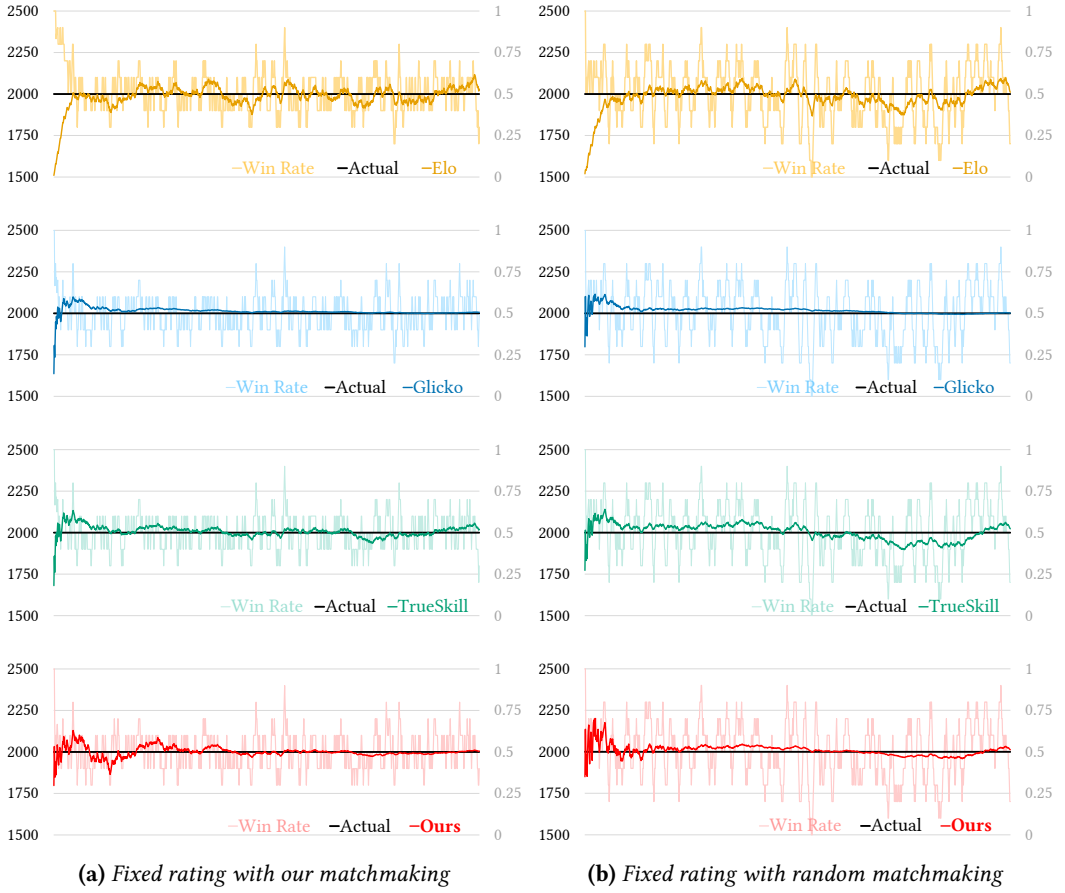 2500 1 2500 1
2250 0.75 2250 0.75
2000 0.5 2000 0.5
1750 0.25 1750 0.25
–Win Rate –Actual –Elo –Win Rate –Actual –Elo
1500 0 1500 0
2500 1 2500 1
2250 0.75 2250 0.75
2000 0.5 2000 0.5
1750 0.25 1750 0.25
–Win Rate –Actual –Glicko –Win Rate –Actual –Glicko
1500 0 1500 0
2500 1 2500 1
2250 0.75 2250 0.75
2000 0.5 2000 0.5
1750 0.25 1750 0.25
–Win Rate –Actual –TrueSkill –Win Rate –Actual –TrueSkill
1500 0 1500 0
2500 1 2500 1
2250 0.75 2250 0.75
2000 0.5 2000 0.5
1750 0.25 1750 0.25
–Win Rate –Actual –Ours –Win Rate –Actual –Ours
1500 0 1500 0
(a) Fixed rating with our matchmaking (b) Fixed rating with random matchmaking